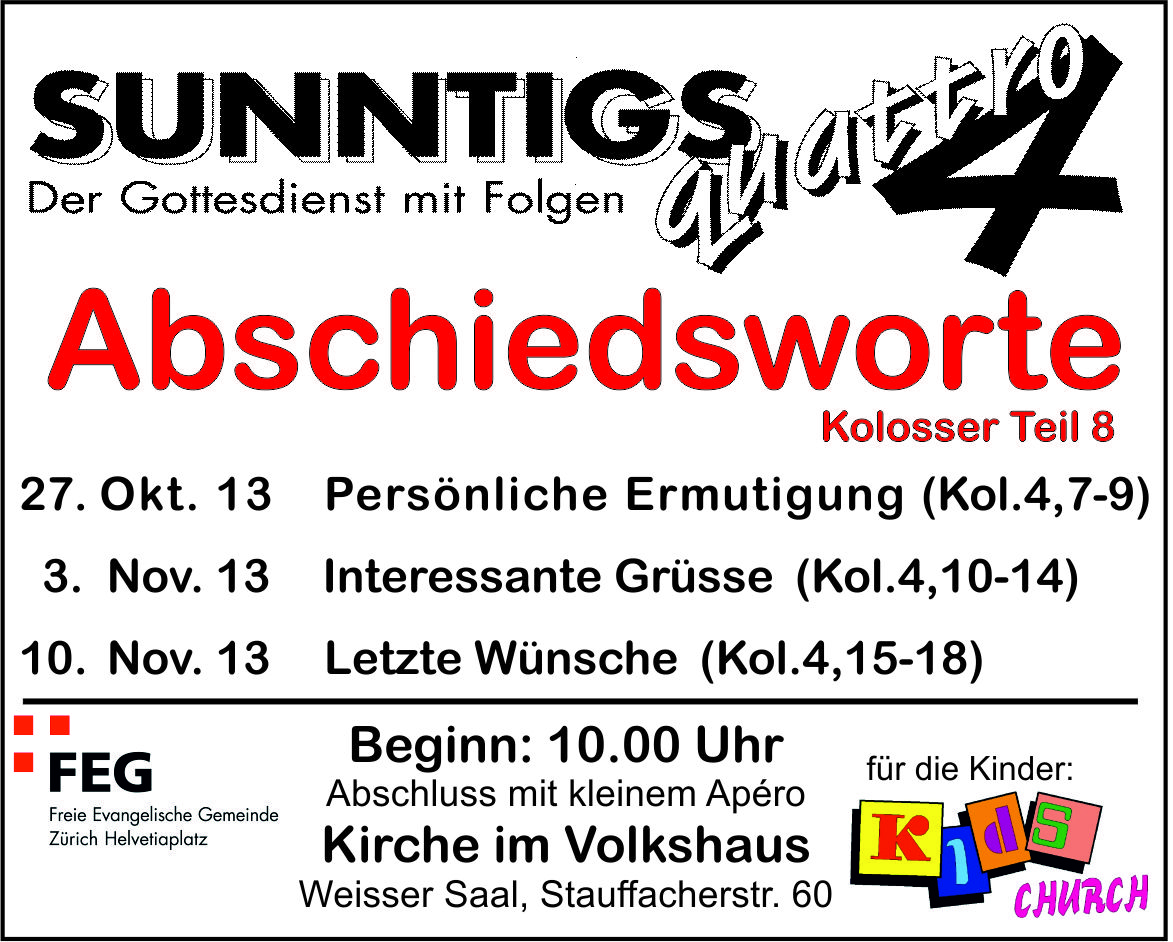 SUNNTIGS quattro 4
Der Gottesdienst mit Folgen
Abschiedsworte
Kolosser Teil 8
27. Okt. 13 Persönliche Ermutigung (Kol.4,7-9)
3. Nov. 13 Interessante Grüsse (Kol.4,10-14)
10. Nov. 13 Letzte Wünsche (Kol.4,15-18)
FEG
Freie Evangelische Gemeinde
Zürich Helvetiaplatz
Beginn: 10.00 Uhr
Abschluss mit kleinem Apéro
Kirche im Volkshaus
Weisser Saal, Stauffacherstr. 60
für die Kinder:
KidS
CHURCH